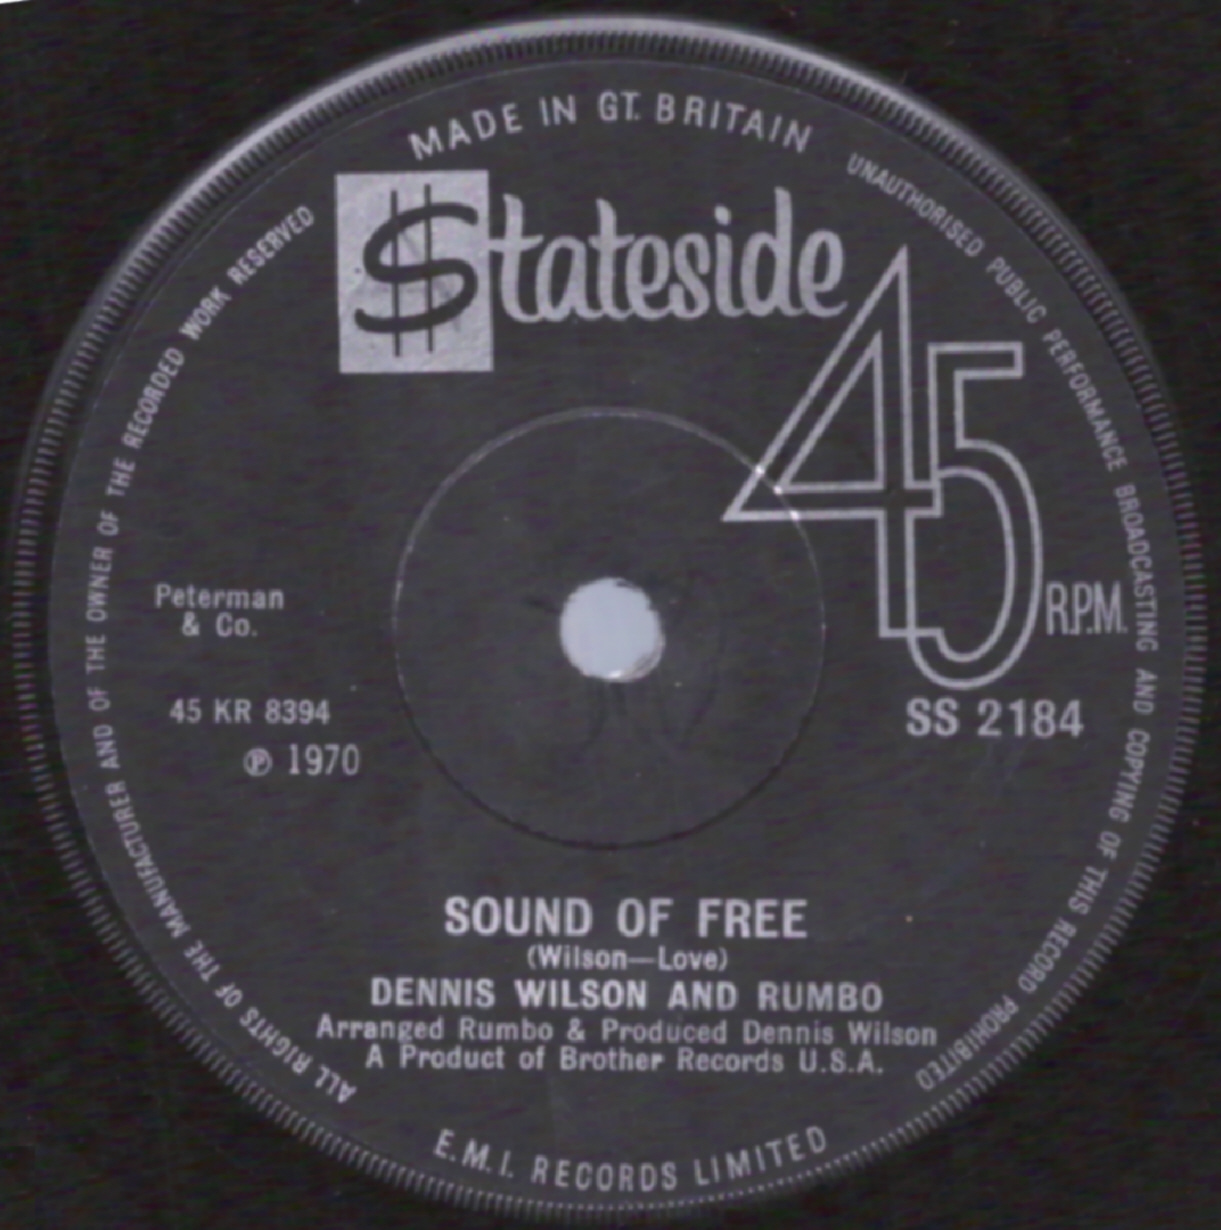 MADE IN GT. BRITAIN
$tateside
45
R.P.M.
Peterman
& Co.
45 KR 8394
℗ 1970
SS 2184
SOUND OF FREE
(Wilson—Love)
DENNIS WILSON AND RUMBO
Arranged Rumbo & Produced Dennis Wilson
A Product of Brother Records U.S.A.
E.M.I. RECORDS LIMITED
ALL RIGHTS OF THE MANUFACTURER AND OF THE OWNER OF THE RECORDED WORK RESERVED
UNAUTHORISED PUBLIC PERFORMANCE BROADCASTING AND COPYING OF THIS RECORD PROHIBITED